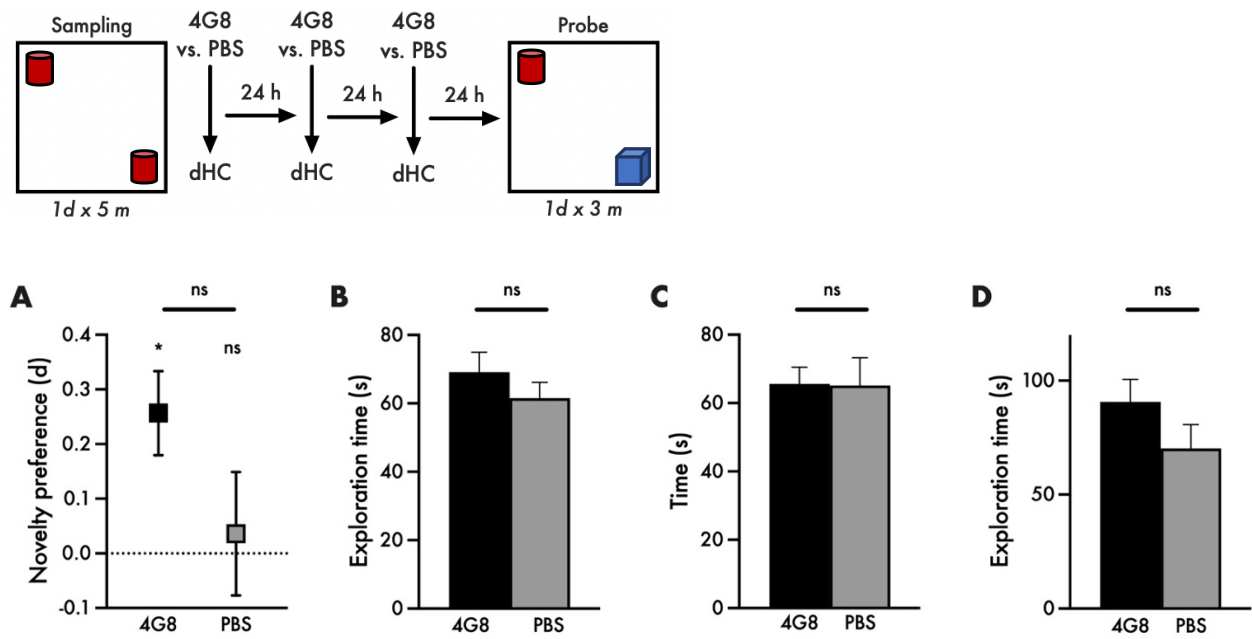 Sampling
4G8
vs. PBS
4G8
vs. PBS
4G8
vs. PBS
Probe
24 h
24 h
24 h
dHC
dHC
dHC
1d x 5 m
1d x 3 m
A
ns
Novelty preference (d)
0.4
0.3
0.2
0.1
0.0
-0.1
*
ns
4G8
PBS
B
ns
Exploration time (s)
80
60
40
20
0
4G8
PBS
C
ns
Time (s)
80
60
40
20
0
4G8
PBS
D
ns
Exploration time (s)
100
50
0
4G8
PBS